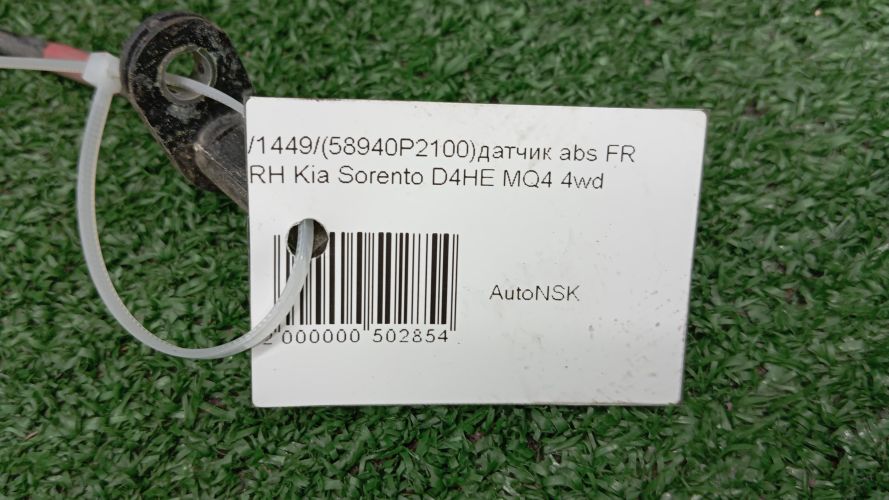 /1449/(58940P2100)датчик abs FR
RH Kia Sorento D4HE MQ4 4wd
AutoNSK
2 000000 502854